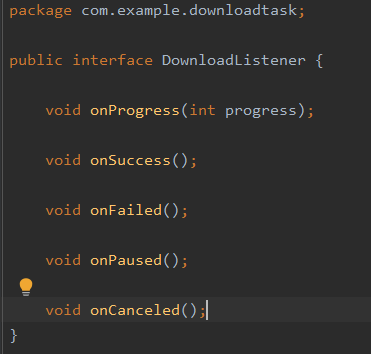 package com.example.downloadtask;
public interface DownloadListener {
void onProgress(int progress);
void onSuccess();
void onFailed();
void onPaused();
void onCanceled();
}